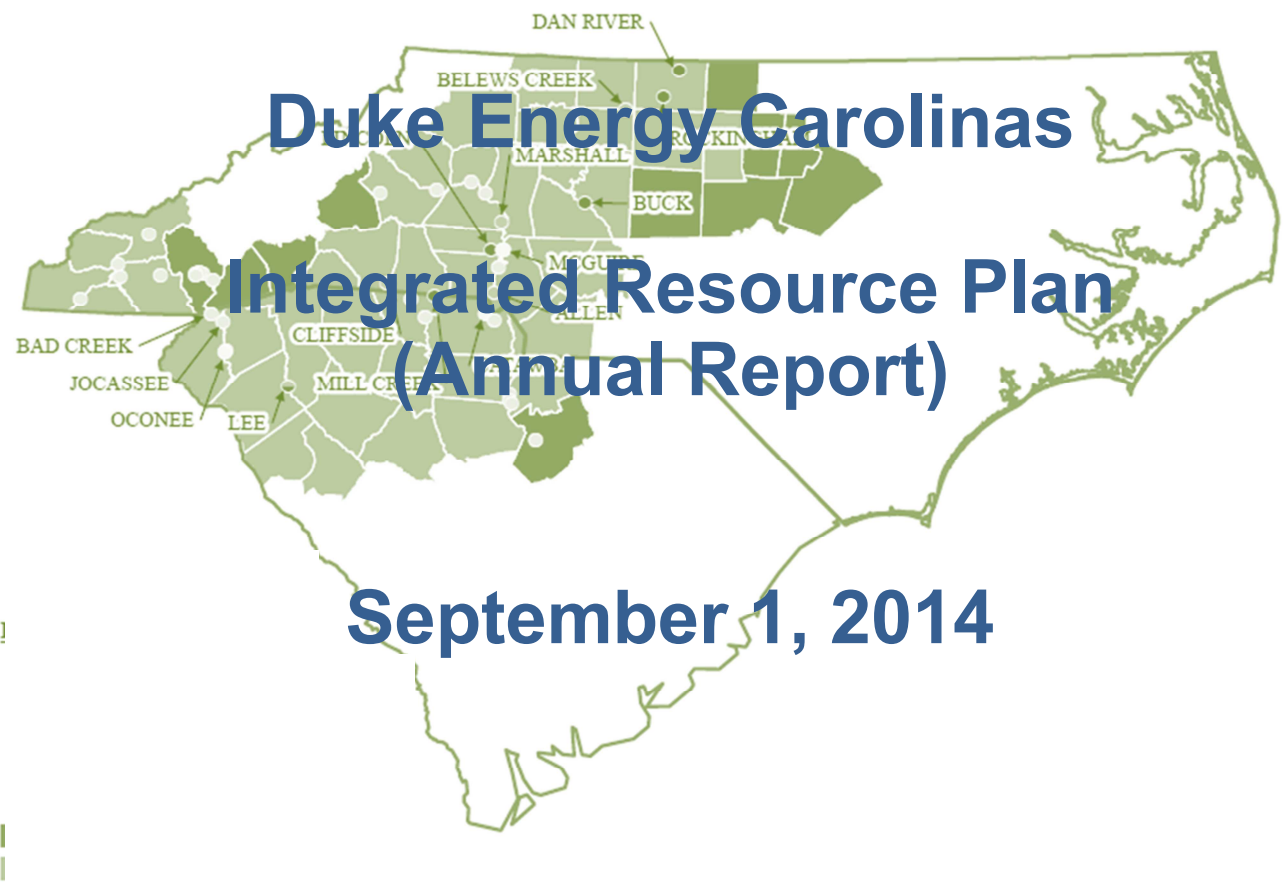 DAN RIVER
BELEWS CREEK
Duke Energy Carolinas
MARSHALL
BUCK
MCGUIRE
Integrated Resource Plan
ALLEN
CLIFFSIDE
BAD CREEK
(Annual Report)
JOCASSEE
MILL CREEK
OCONEE
LEE
September 1, 2014